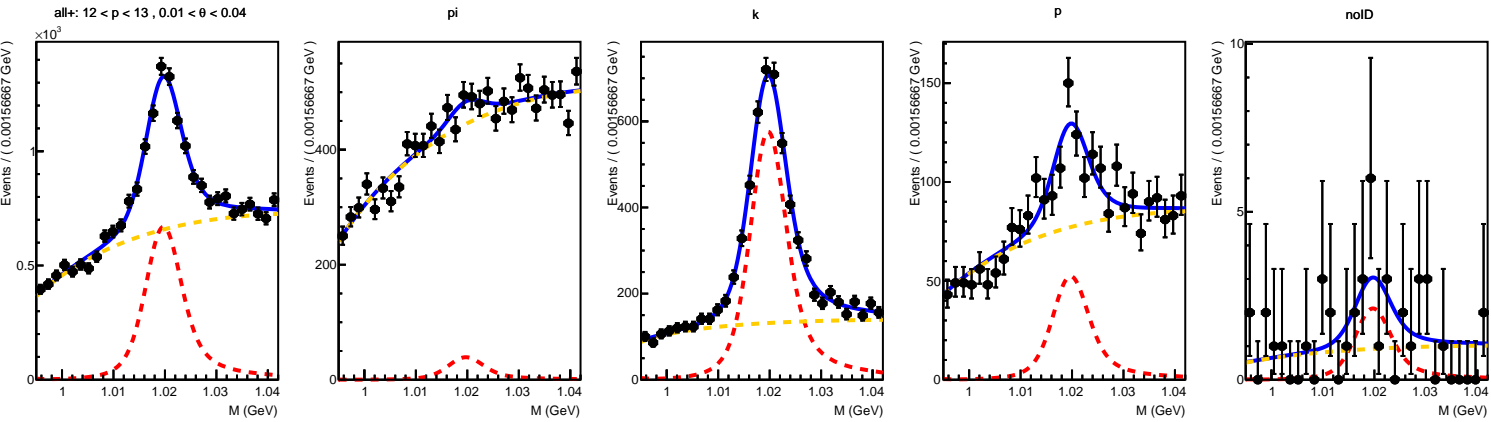 all+: 12 < p < 13 , 0.01 < θ < 0.04
×10³
Events / ( 0.00156667 GeV )
1
0.5
0
1 1.01 1.02 1.03 1.04
M (GeV)
pi
Events / ( 0.00156677 GeV )
400
200
0
1 1.01 1.02 1.03 1.04
M (GeV)
k
Events / ( 0.00156667 GeV )
600
400
200
0
1 1.01 1.02 1.03 1.04
M (GeV)
p
Events / ( 0.00156667 GeV )
150
100
50
0
1 1.01 1.02 1.03 1.04
M (GeV)
noID
Events / ( 0.00156667 GeV )
10
5
0
1 1.01 1.02 1.03 1.04
M (GeV)